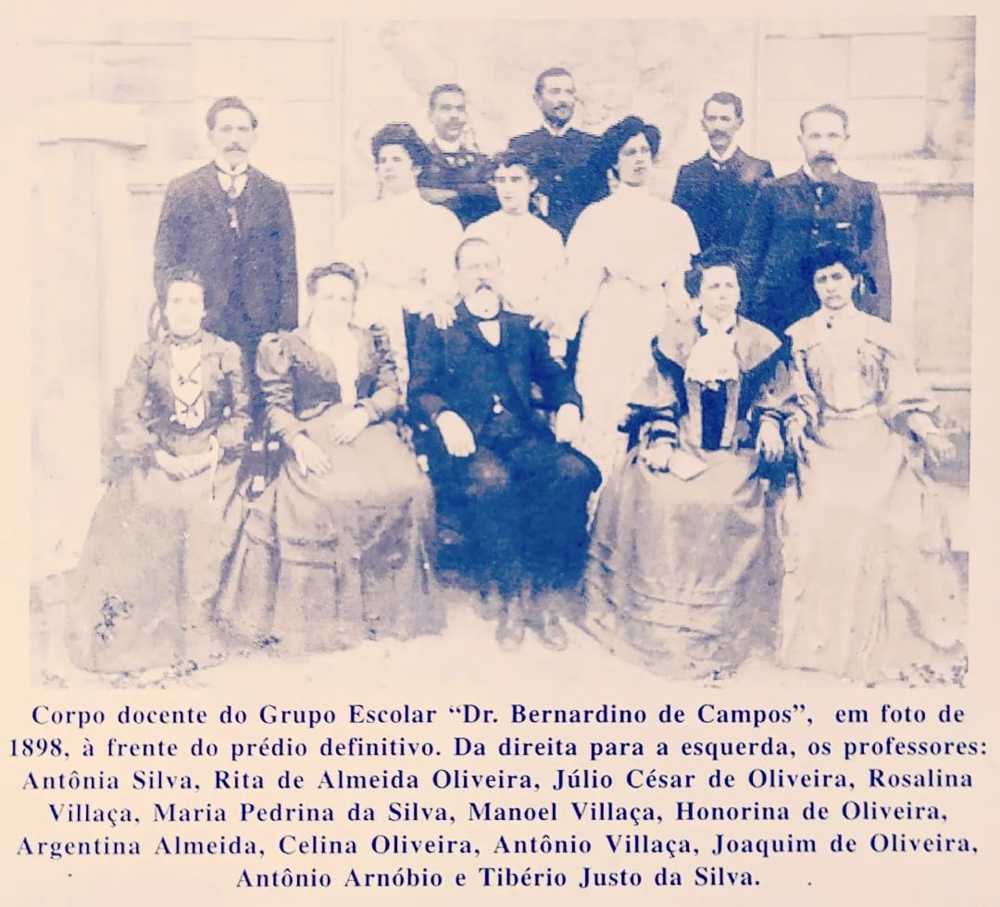 Corpo docente do Grupo Escolar “Dr. Bernardino de Campos”, em foto de
1898, à frente do prédio definitivo. Da direita para a esquerda, os professores:
Antônia Silva, Rita de Almeida Oliveira, Júlio César de Oliveira, Rosalina
Villaça, Maria Pedrina da Silva, Manoel Villaça, Honorina de Oliveira,
Argentina Almeida, Celina Oliveira, Antônio Villaça, Joaquim de Oliveira,
Antônio Arnóbio e Tibério Justo da Silva.